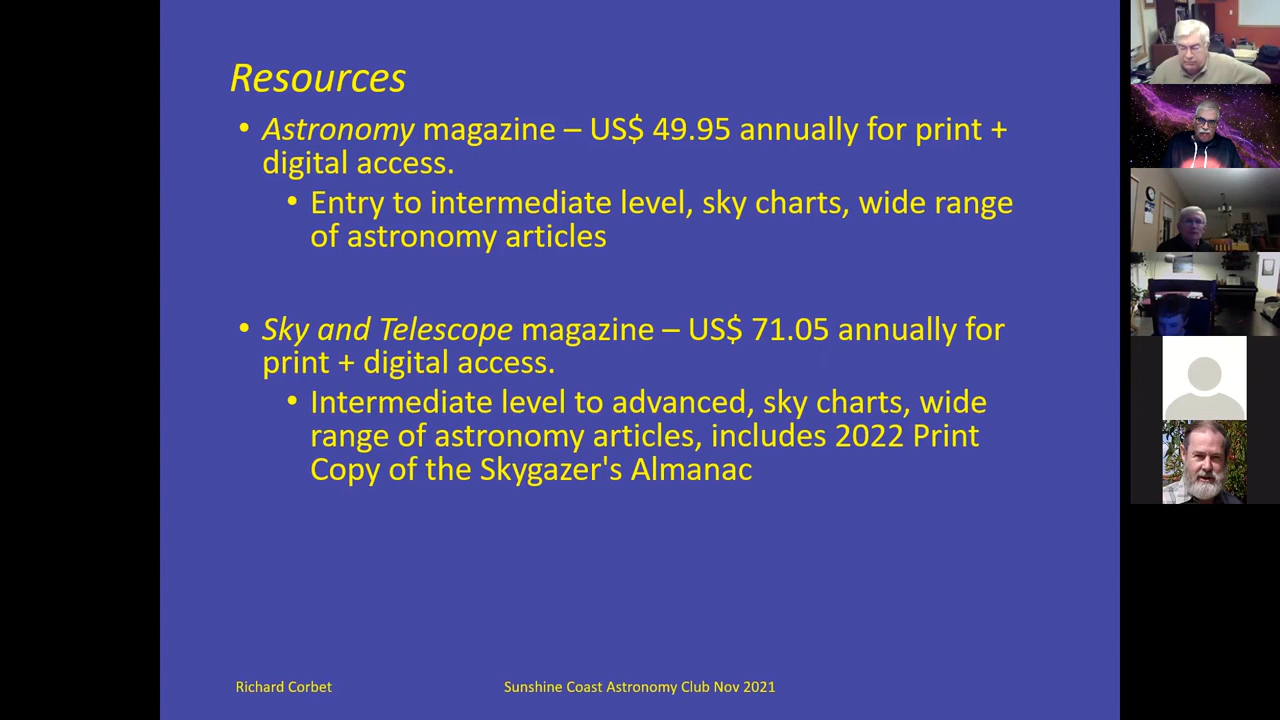 Resources
• Astronomy magazine – US$ 49.95 annually for print +
digital access.
• Entry to intermediate level, sky charts, wide range
of astronomy articles
• Sky and Telescope magazine – US$ 71.05 annually for
print + digital access.
• Intermediate level to advanced, sky charts, wide
range of astronomy articles, includes 2022 Print
Copy of the Skygazer's Almanac
Richard Corbet
Sunshine Coast Astronomy Club Nov 2021